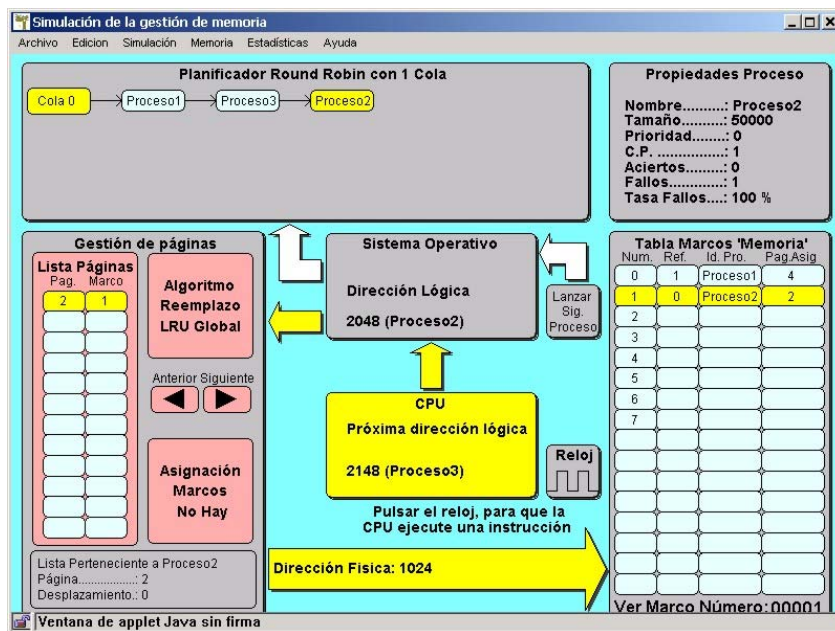 Simulación de la gestión de memoria
Archivo Edicion Simulación Memoria Estadísticas Ayuda
Planificador Round Robin con 1 Cola
Cola 0 Proceso1 Proceso3 Proceso2
Propiedades Proceso
Nombre..........: Proceso2
Tamaño..........: 50000
Prioridad........: 0
C.P. ...............: 1
Aciertos.........: 0
Fallos.............: 1
Tasa Fallos....: 100 %
Gestión de páginas
Lista Páginas
Pag. Marco
2 1
Algoritmo
Reemplazo
LRU Global
Anterior Siguiente
Asignación
Marcos
No Hay
Lista Perteneciente a Proceso2
Página.................: 2
Desplazamiento.: 0
Sistema Operativo
Dirección Lógica
2048 (Proceso2)
Lanzar
Sig.
Proceso
CPU
Próxima dirección lógica
2148 (Proceso3)
Reloj
Pulsar el reloj, para que la
CPU ejecute una instrucción
Dirección Fisica: 1024
Tabla Marcos 'Memoria'
Num. Ref. Id. Pro. Pag.Asig
0 1 Proceso1 4
1 0 Proceso2 2
2
3
4
5
6
7
Ver Marco Número:00001
Ventana de applet Java sin firma